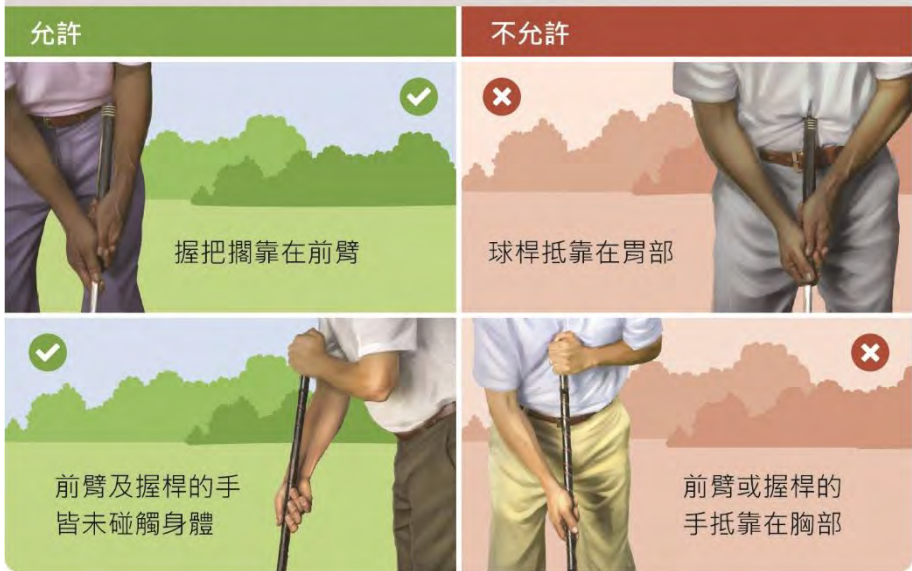 允許
不允許
握把擱靠在前臂
球桿抵靠在胃部
前臂及握桿的手
皆未碰觸身體
前臂或握桿的
手抵靠在胸部